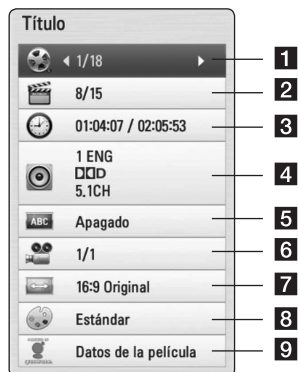 Título
1/18
1
8/15
2
01:04:07 / 02:05:53
3
1 ENG
DD D
5.1CH
4
ABC
Apagado
5
1/1
6
16:9 Original
7
Estándar
8
Datos de la película
9